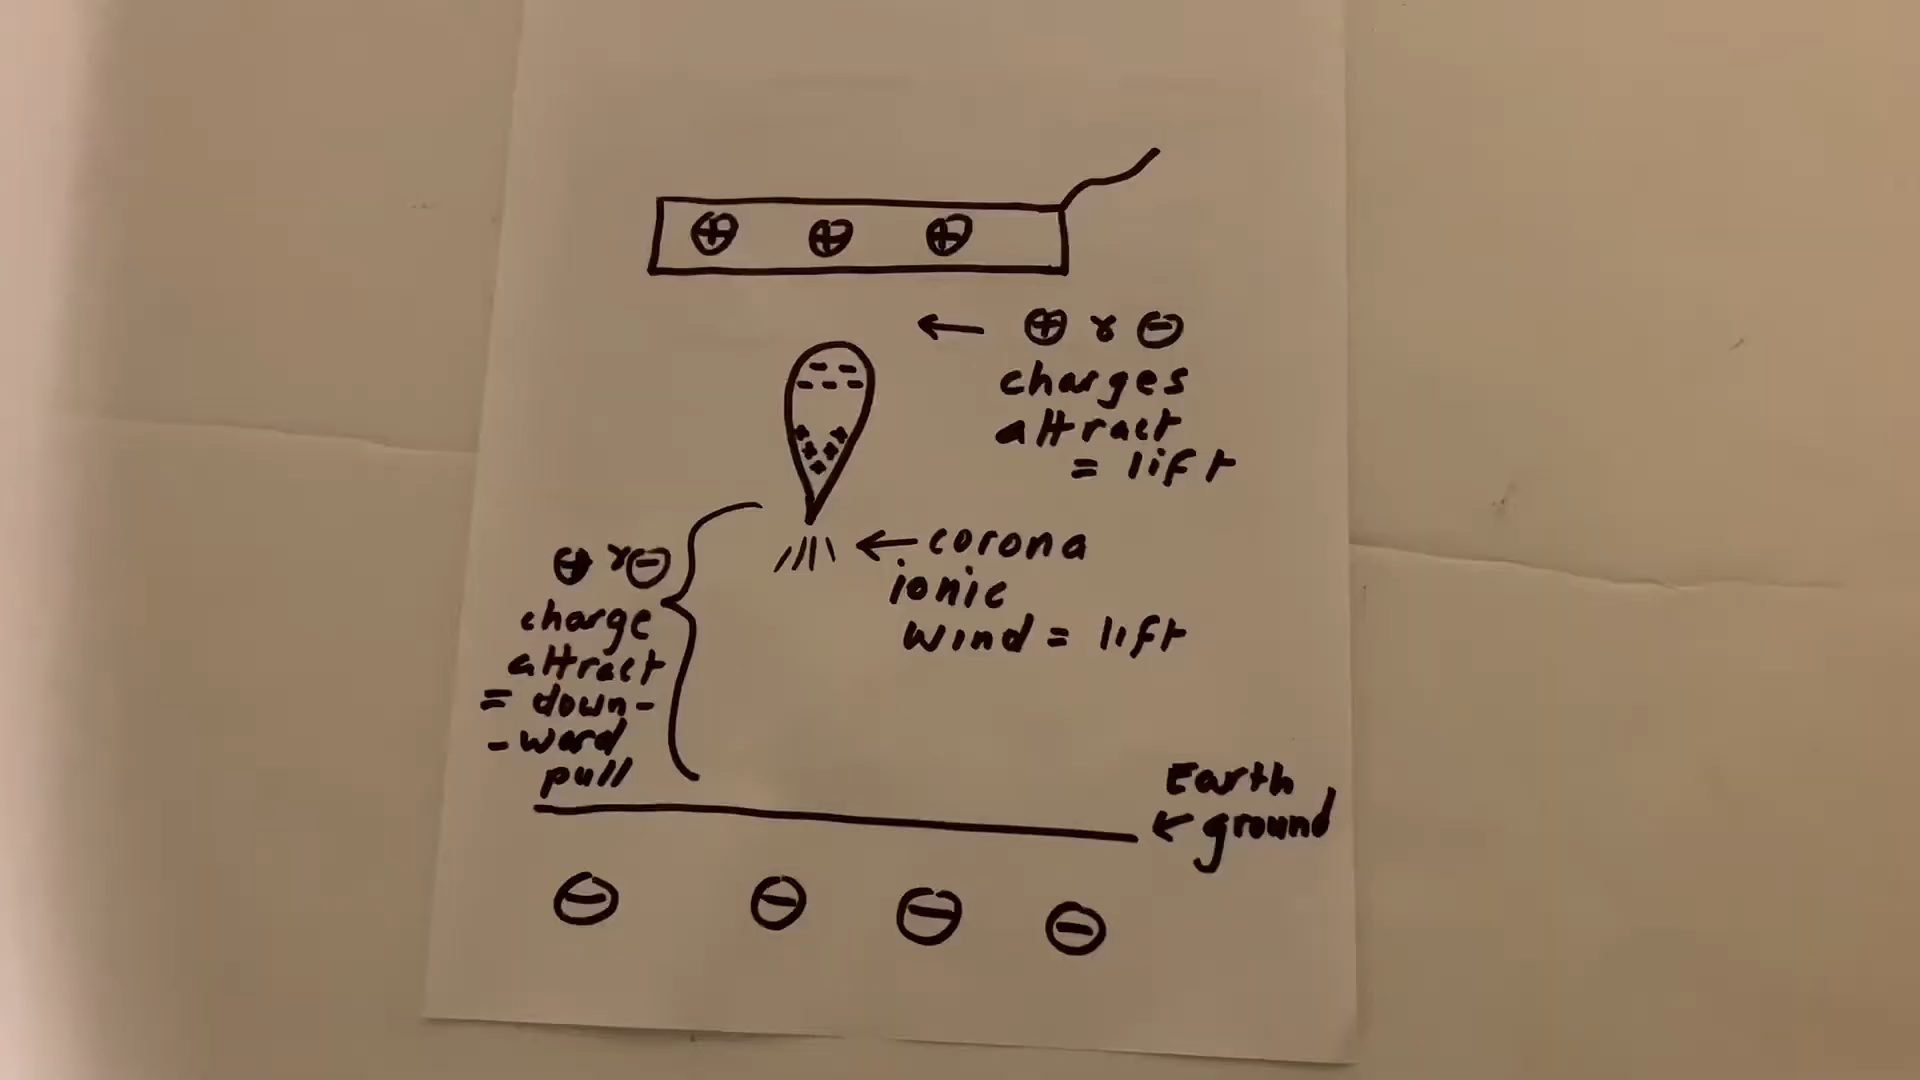 ⊕ ⊕ ⊕
← ⊕ & ⊖
charges
attract
= lift
- - -
- - - -
+ +
+ +
+
← corona
ionic
wind = lift
⊕ & ⊖
charge
attract
= down-
-ward
pull
Earth
← ground
⊖ ⊖ ⊖ ⊖